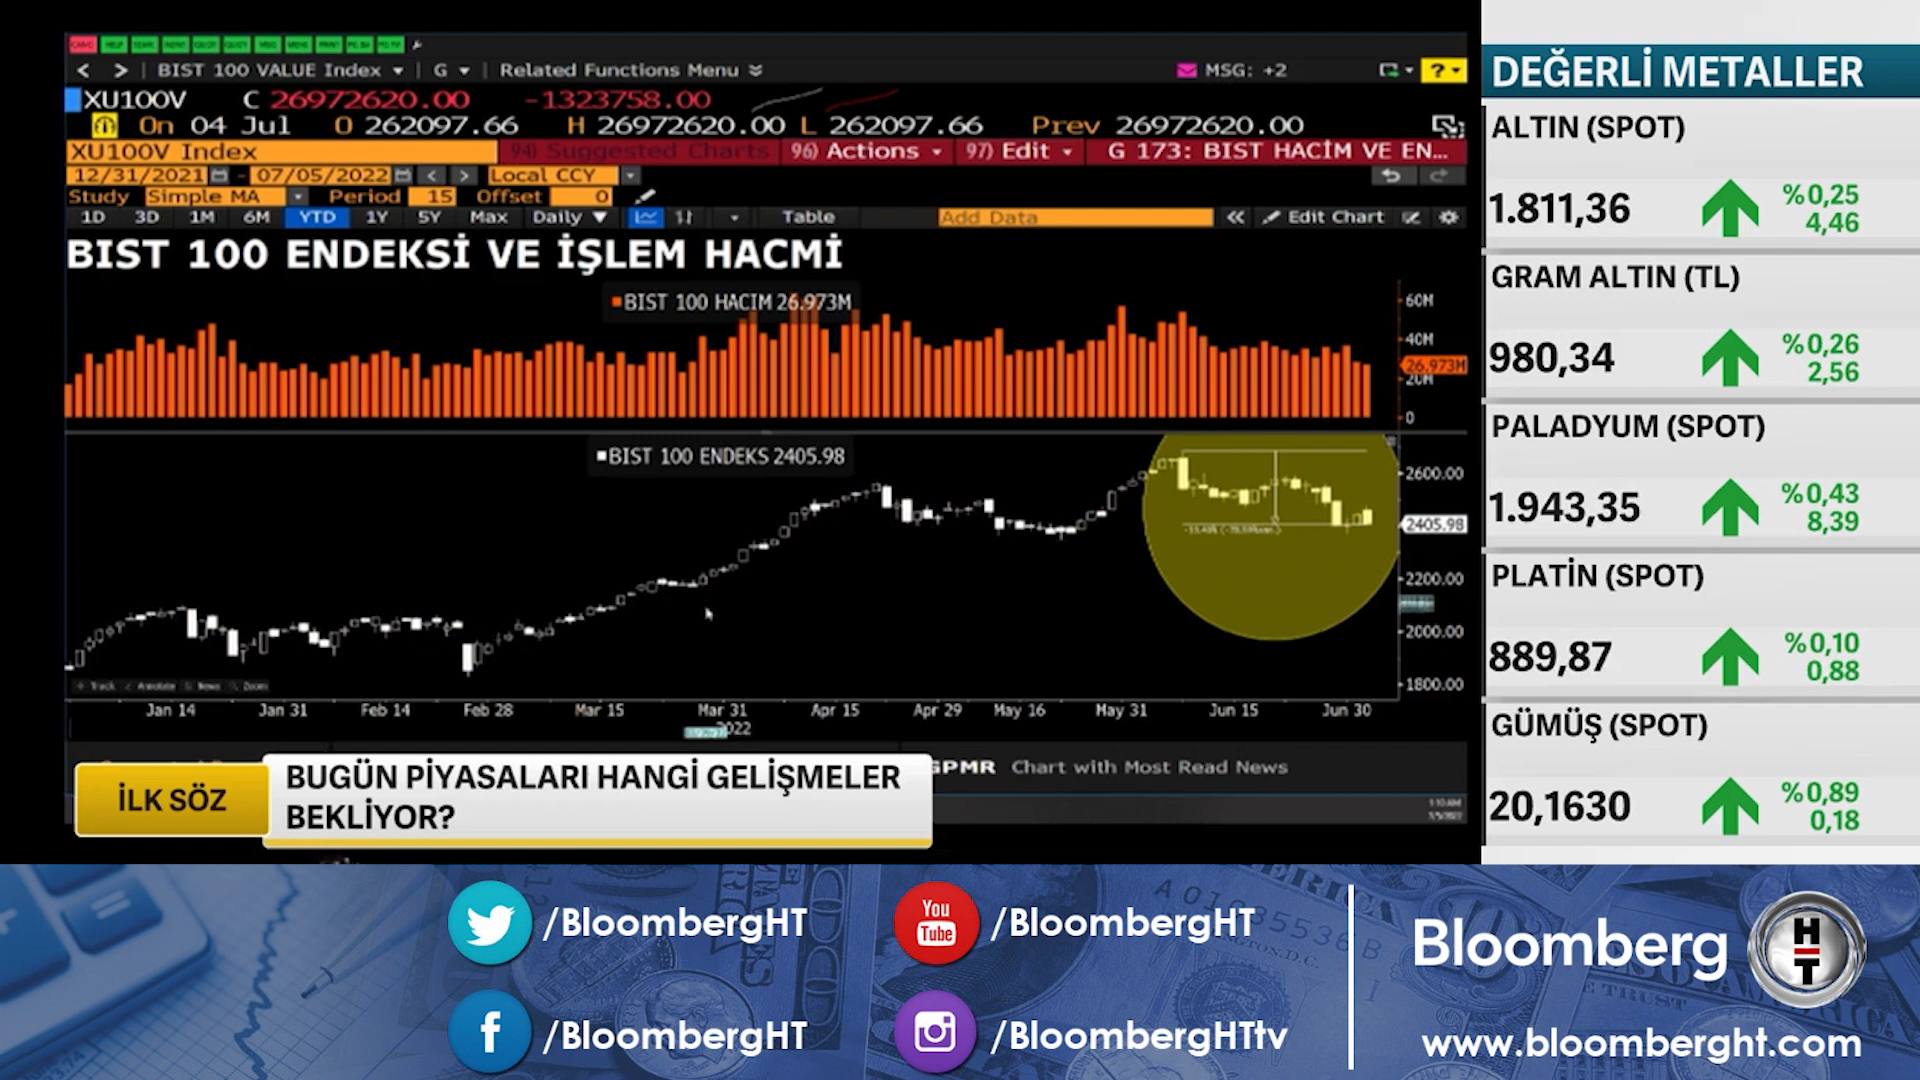 BIST 100 VALUE Index
G
Related Functions Menu
MSG: +2
?
XU100V C 26972620.00 -1323758.00
On 04 Jul O 262097.66 H 26972620.00 L 262097.66 Prev 26972620.00
XU100V Index
94) Suggested Charts
96) Actions
97) Edit
G 173: BIST HACİM VE EN...
12/31/2021 - 07/05/2022 < > Local CCY
Study Simple MA Period 15 Offset 0
1D 3D 1M 6M YTD 1Y 5Y Max Daily ▼ Table Add Data « Edit Chart
BIST 100 ENDEKSİ VE İŞLEM HACMİ
BIST 100 HACIM 26.973M
60M
40M
26.973M
20M
0
BIST 100 ENDEKS 2405.98
2600.00
2405.98
2200.00
2000.00
1800.00
Track Annotate News Zoom
Jan 14 Jan 31 Feb 14 Feb 28 Mar 15 Mar 31 Apr 15 Apr 29 May 16 May 31 Jun 15 Jun 30
2022
GPMR Chart with Most Read News
İLK SÖZ
BUGÜN PİYASALARI HANGİ GELİŞMELER
BEKLİYOR?
DEĞERLİ METALLER
ALTIN (SPOT)
1.811,36
%0,25
4,46
GRAM ALTIN (TL)
980,34
%0,26
2,56
PALADYUM (SPOT)
1.943,35
%0,43
8,39
PLATİN (SPOT)
889,87
%0,10
0,88
GÜMÜŞ (SPOT)
20,1630
%0,89
0,18
/BloombergHT
You
Tube
/BloombergHT
f
/BloombergHT
/BloombergHTtv
Bloomberg
HT
www.bloomberght.com